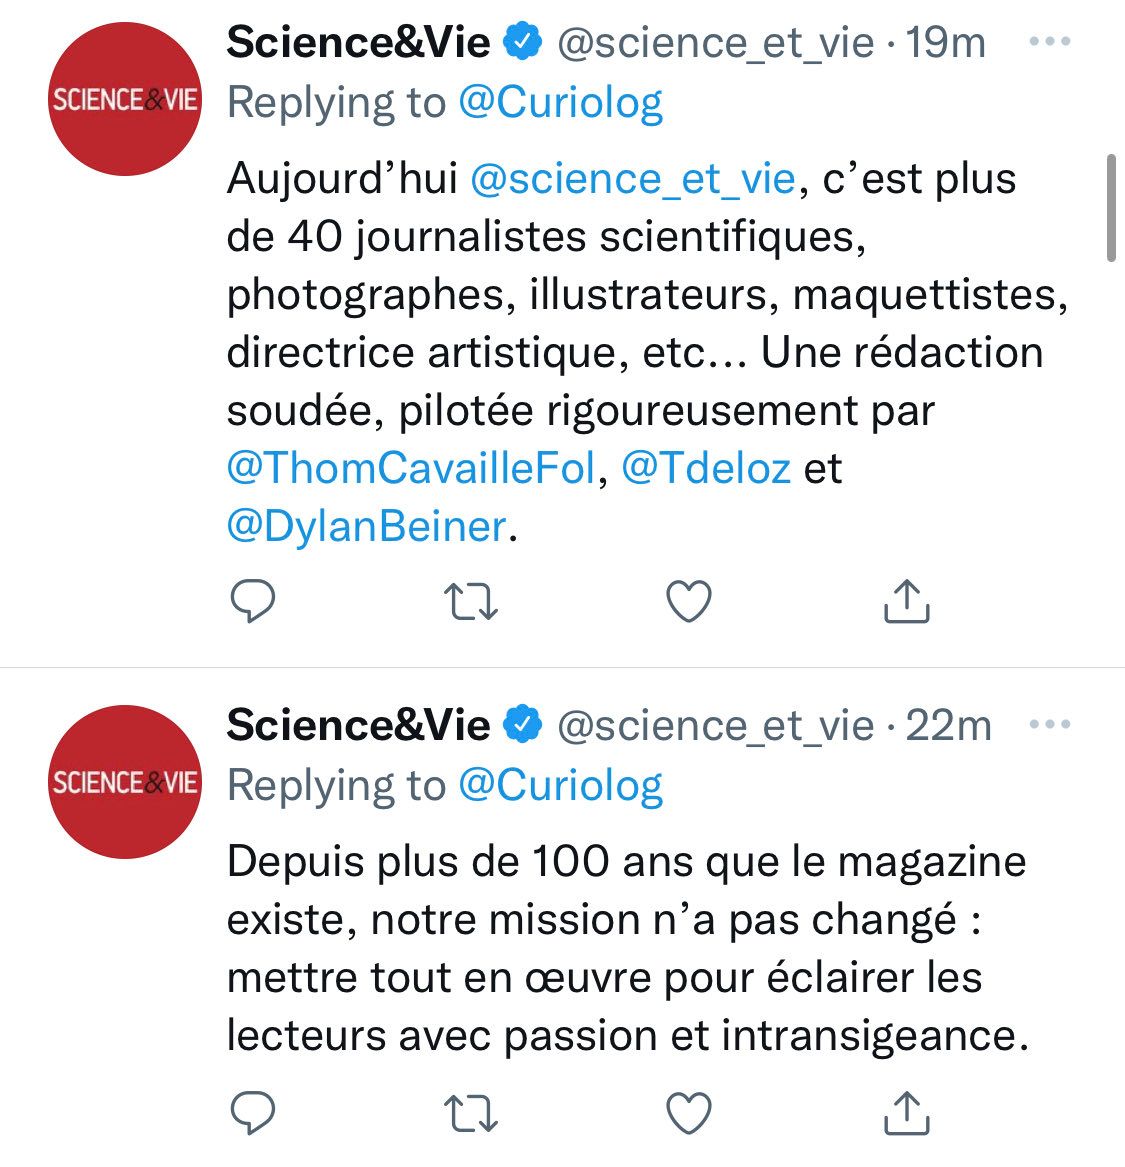 Science&Vie @science_et_vie · 19m
SCIENCE&VIE
Replying to @Curiolog
Aujourd’hui @science_et_vie, c’est plus
de 40 journalistes scientifiques,
photographes, illustrateurs, maquettistes,
directrice artistique, etc... Une rédaction
soudée, pilotée rigoureusement par
@ThomCavailleFol, @Tdeloz et
@DylanBeiner.
Science&Vie @science_et_vie · 22m
SCIENCE&VIE
Replying to @Curiolog
Depuis plus de 100 ans que le magazine
existe, notre mission n’a pas changé :
mettre tout en œuvre pour éclairer les
lecteurs avec passion et intransigeance.